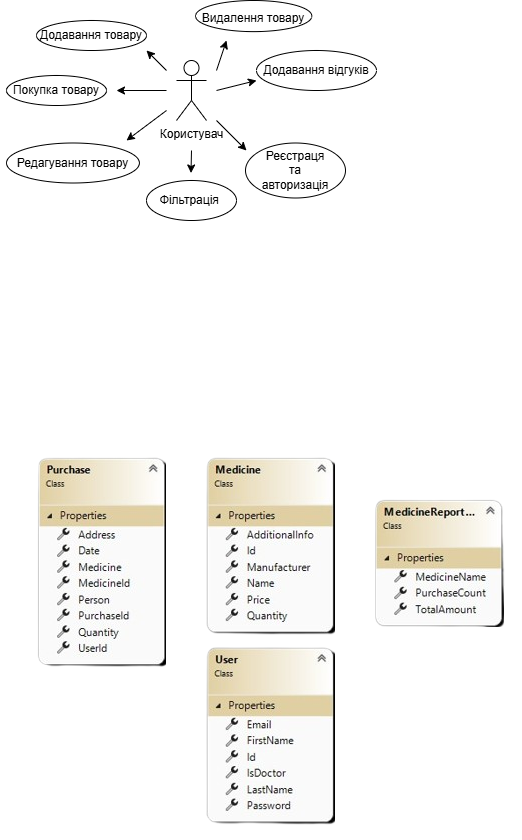 Видалення товару
Додавання товару
Додавання відгуків
Покупка товару
Користувач
Редагування товару
Реєстраця
та
авторизація
Фільтрація
Purchase
Class
Properties
Address
Date
Medicine
MedicineId
Person
PurchaseId
Quantity
UserId
Medicine
Class
Properties
AdditionalInfo
Id
Manufacturer
Name
Price
Quantity
MedicineReport...
Class
Properties
MedicineName
PurchaseCount
TotalAmount
User
Class
Properties
Email
FirstName
Id
IsDoctor
LastName
Password